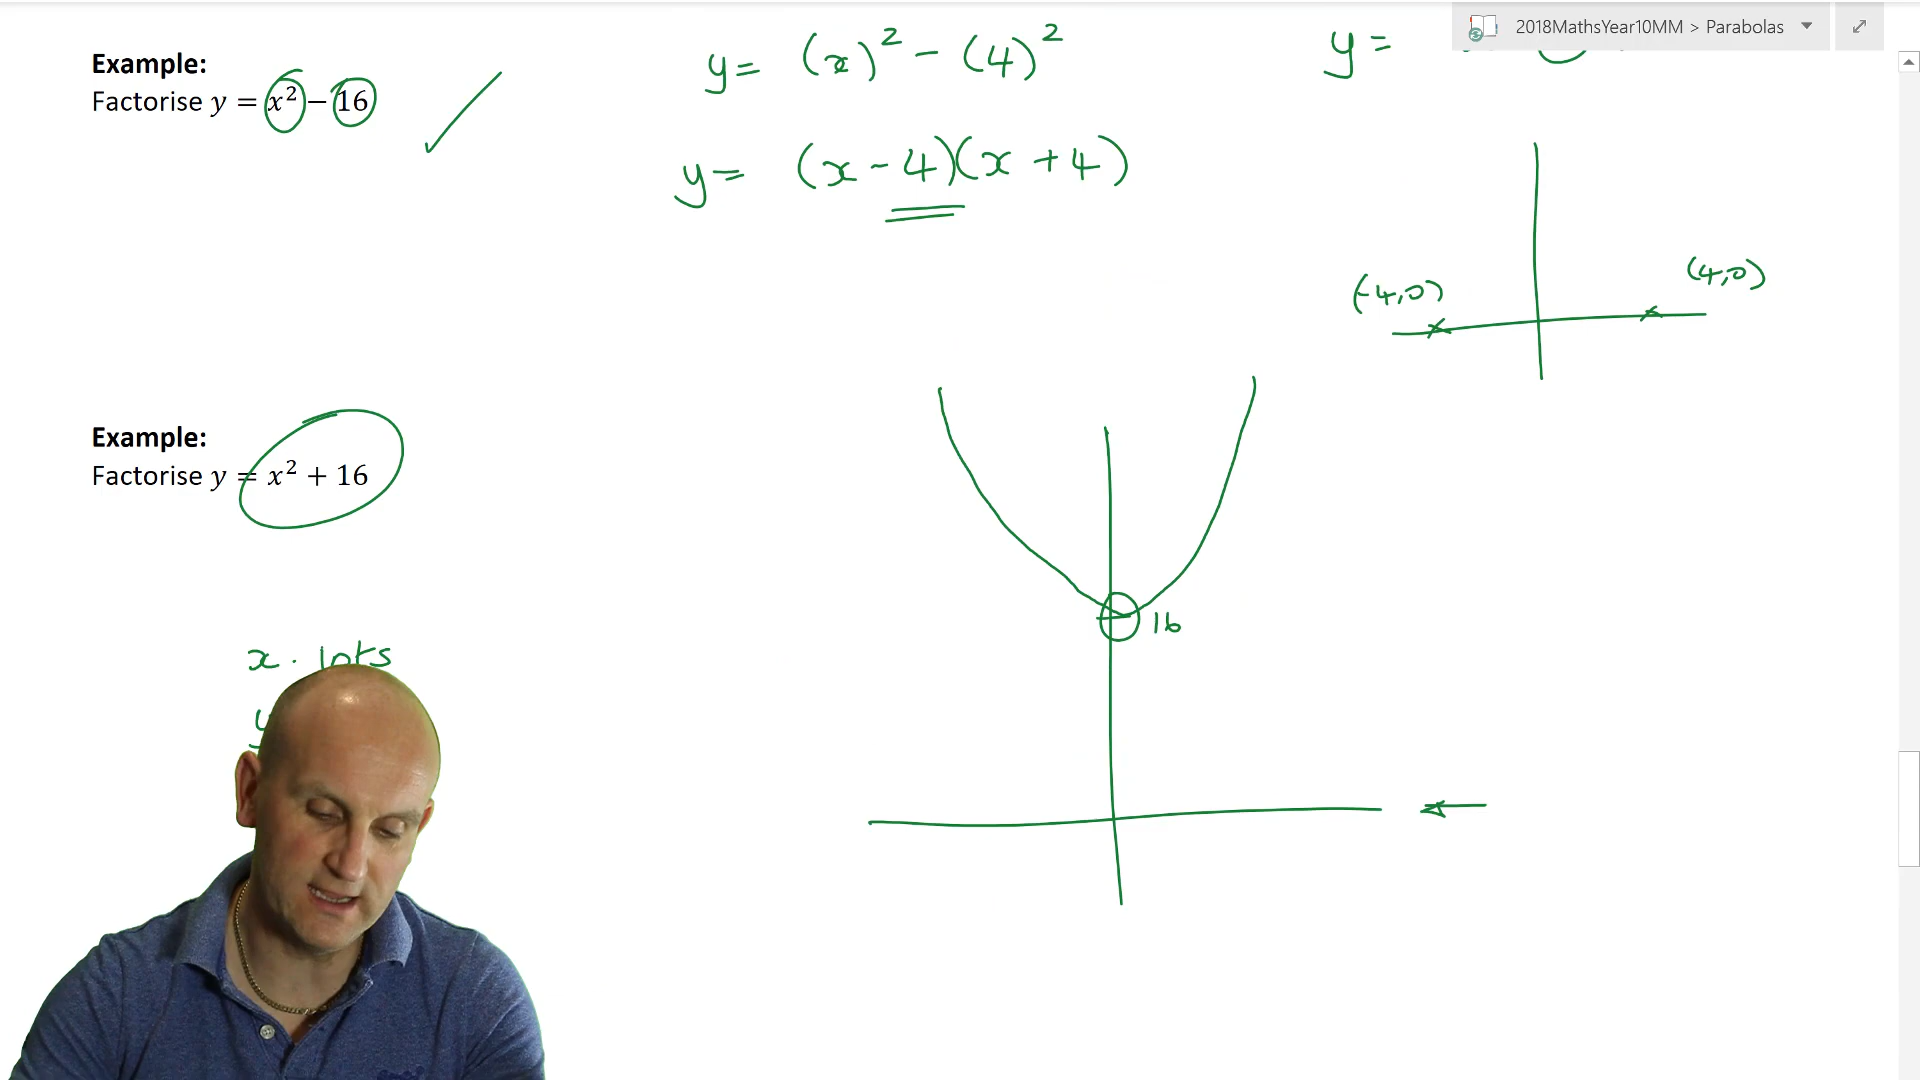 2018MathsYear10MM > Parabolas
Example:
Factorise y = x² − 16
y = (x)² − (4)²
y = (x − 4)(x + 4)
y =
(-4,0)
(4,0)
Example:
Factorise y = x² + 16
16
x. Ints
y